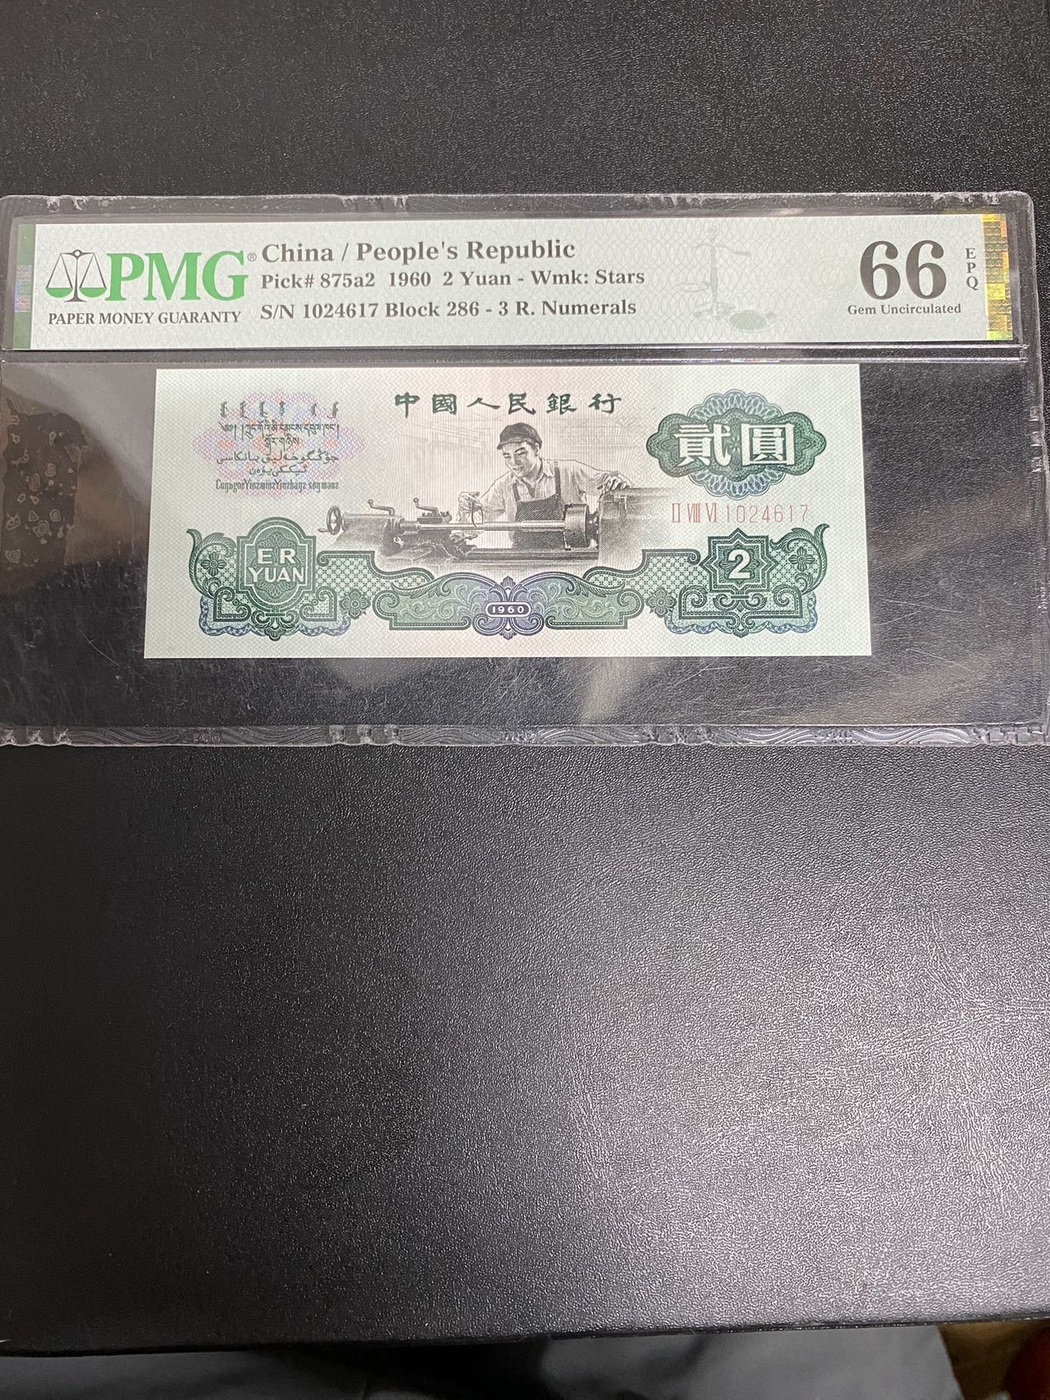 PMG®
PAPER MONEY GUARANTY
China / People's Republic
Pick# 875a2 1960 2 Yuan - Wmk: Stars
S/N 1024617 Block 286 - 3 R. Numerals
66 EPQ
Gem Uncirculated
中國人民銀行
貳圓
II VIII VI 1024617
ER
YUAN
2
1960